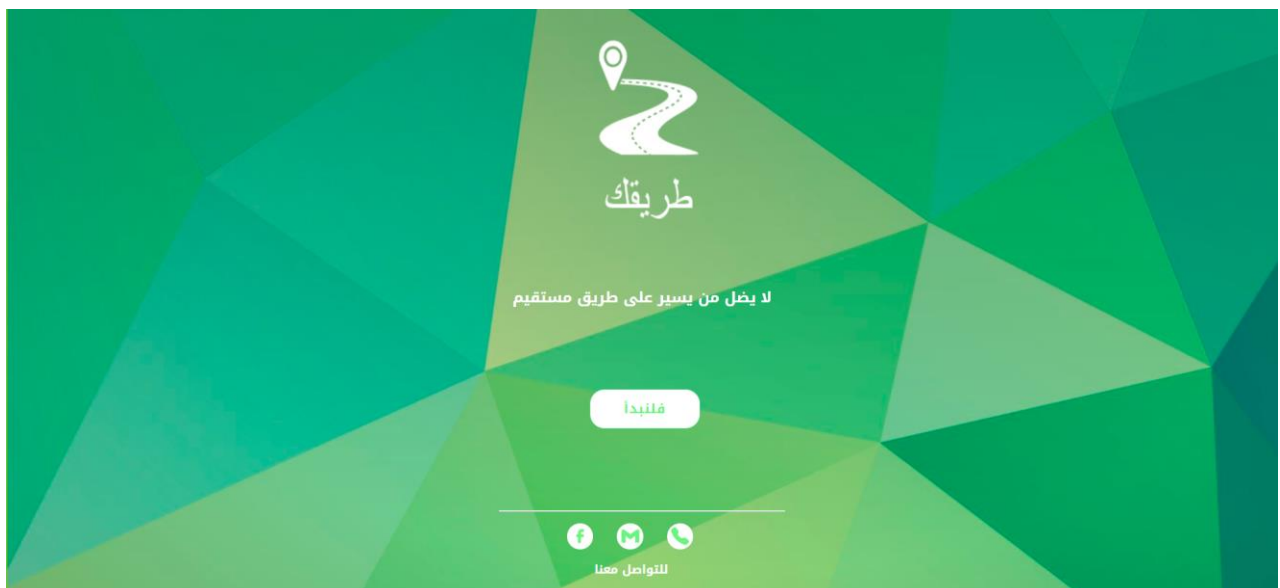 طريقك
لا يضل من يسير على طريق مستقيم
فلنبدأ
للتواصل معنا